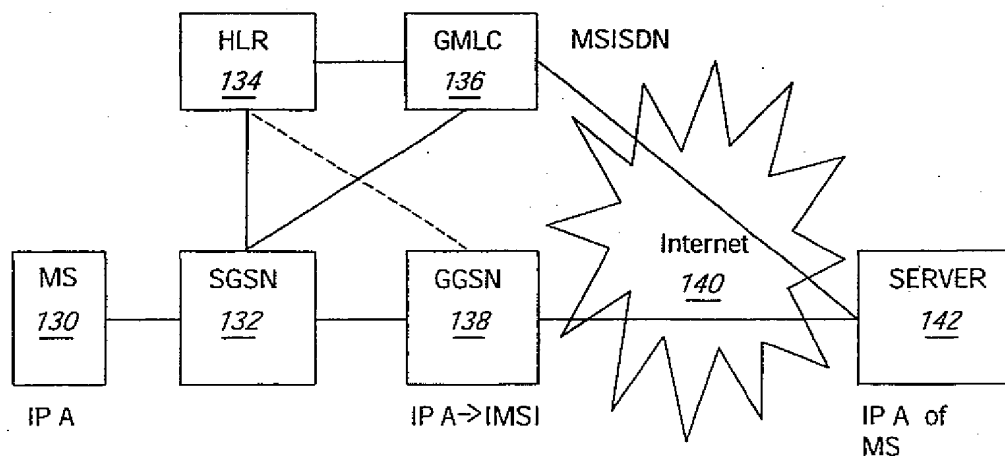 HLR
134
GMLC
136
MSISDN
MS
130
SGSN
132
GGSN
138
Internet
140
SERVER
142
IP A
IP A->IMSI
IP A of
MS